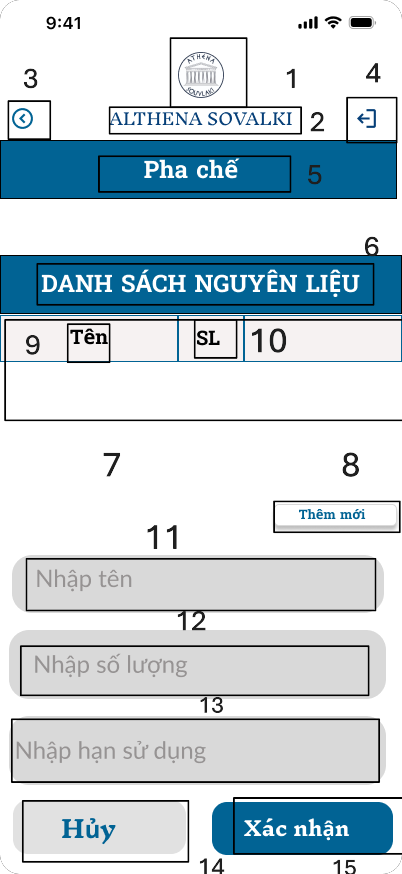 9:41
ATHENA
SOUVLAKI
3
1
4
ALTHENA SOVALKI
2
Pha chế
5
6
DANH SÁCH NGUYÊN LIỆU
9
Tên
SL
10
7
8
Thêm mới
11
Nhập tên
12
Nhập số lượng
13
Nhập hạn sử dụng
Hủy
Xác nhận
14
15